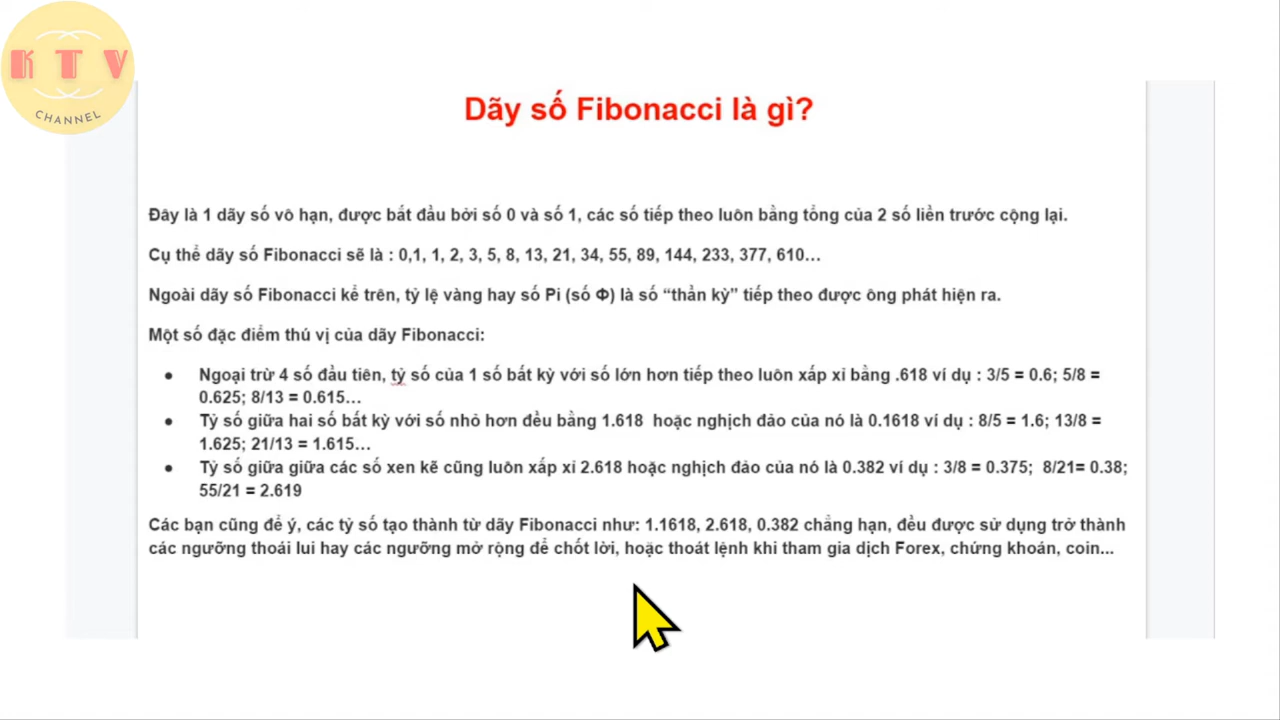 K T V
CHANNEL
Dãy số Fibonacci là gì?
Đây là 1 dãy số vô hạn, được bắt đầu bởi số 0 và số 1, các số tiếp theo luôn bằng tổng của 2 số liền trước cộng lại.
Cụ thể dãy số Fibonacci sẽ là : 0,1, 1, 2, 3, 5, 8, 13, 21, 34, 55, 89, 144, 233, 377, 610…
Ngoài dãy số Fibonacci kể trên, tỷ lệ vàng hay số Pi (số Φ) là số “thần kỳ” tiếp theo được ông phát hiện ra.
Một số đặc điểm thú vị của dãy Fibonacci:
● Ngoại trừ 4 số đầu tiên, tỷ số của 1 số bất kỳ với số lớn hơn tiếp theo luôn xấp xỉ bằng .618 ví dụ : 3/5 = 0.6; 5/8 =
0.625; 8/13 = 0.615…
● Tỷ số giữa hai số bất kỳ với số nhỏ hơn đều bằng 1.618 hoặc nghịch đảo của nó là 0.1618 ví dụ : 8/5 = 1.6; 13/8 =
1.625; 21/13 = 1.615…
● Tỷ số giữa giữa các số xen kẽ cũng luôn xấp xỉ 2.618 hoặc nghịch đảo của nó là 0.382 ví dụ : 3/8 = 0.375; 8/21= 0.38;
55/21 = 2.619
Các bạn cũng để ý, các tỷ số tạo thành từ dãy Fibonacci như: 1.1618, 2.618, 0.382 chẳng hạn, đều được sử dụng trở thành
các ngưỡng thoái lui hay các ngưỡng mở rộng để chốt lời, hoặc thoát lệnh khi tham gia dịch Forex, chứng khoán, coin...